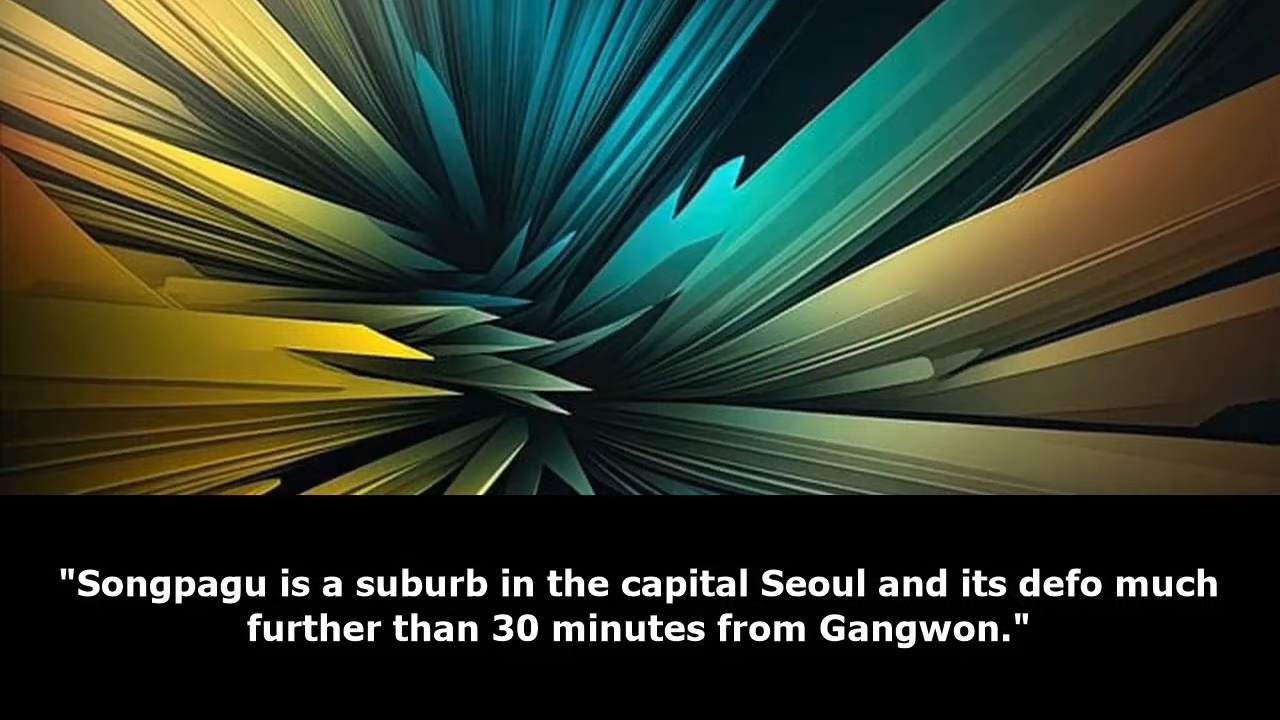 "Songpagu is a suburb in the capital Seoul and its defo much
further than 30 minutes from Gangwon."